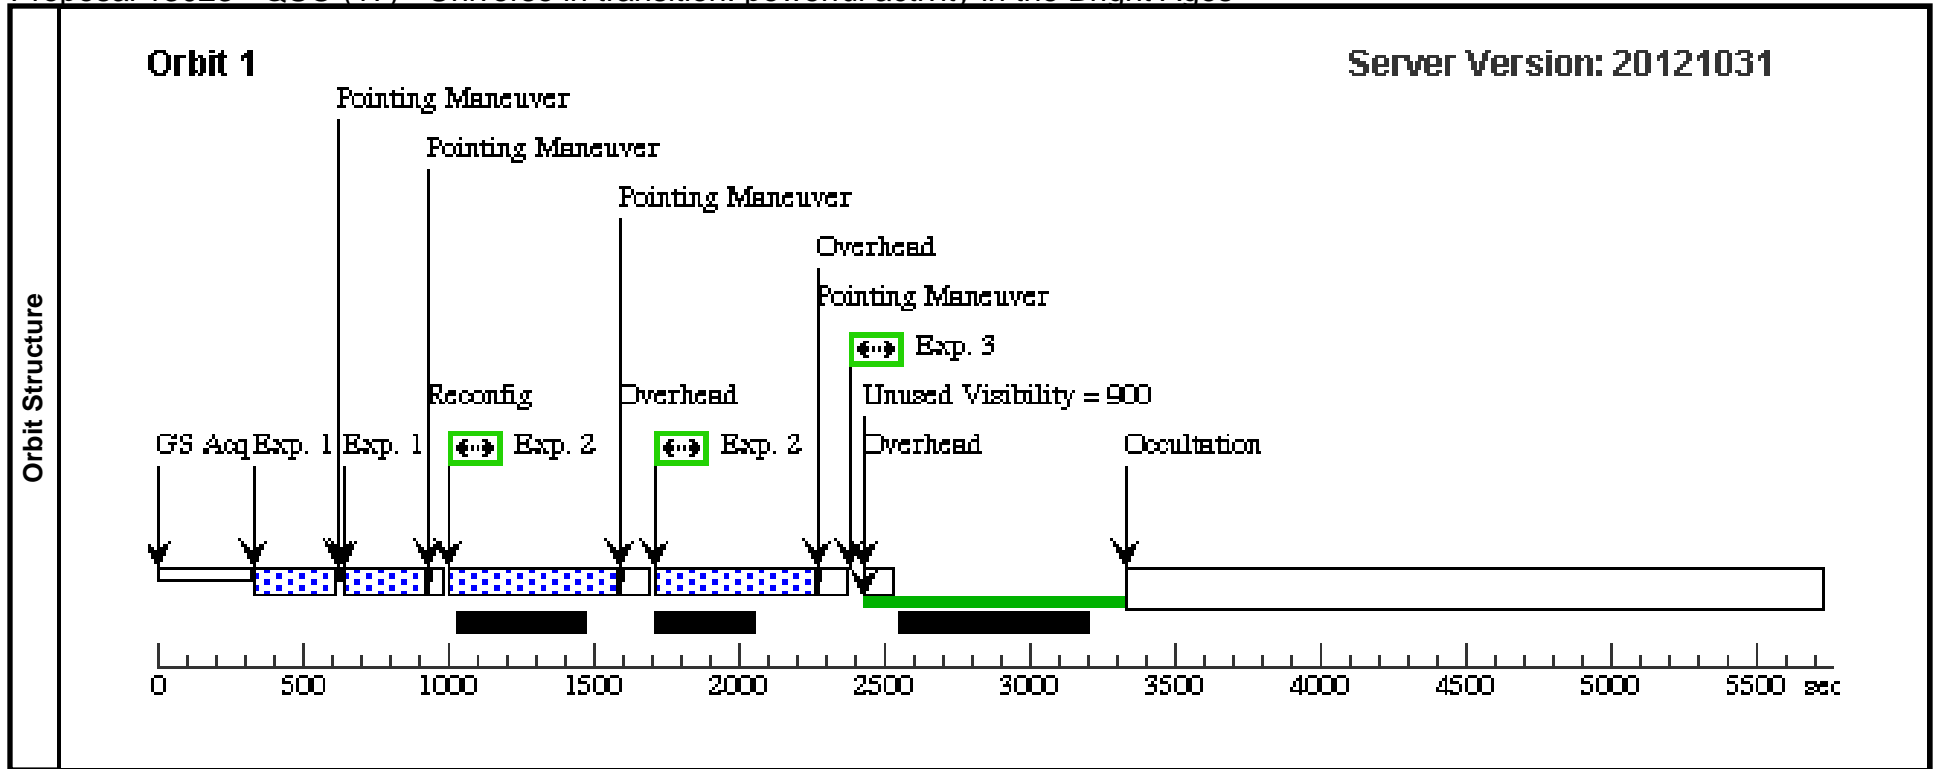 Orbit Structure
Orbit 1
Server Version: 20121031
Pointing Maneuver
Pointing Maneuver
Pointing Maneuver
Overhead
Pointing Maneuver
Exp. 3
Reconfig
Overhead
Unused Visibility = 900
GS Acq
Exp. 1
Exp. 1
Exp. 2
Exp. 2
Overhead
Occultation
0 500 1000 1500 2000 2500 3000 3500 4000 4500 5000 5500 sec